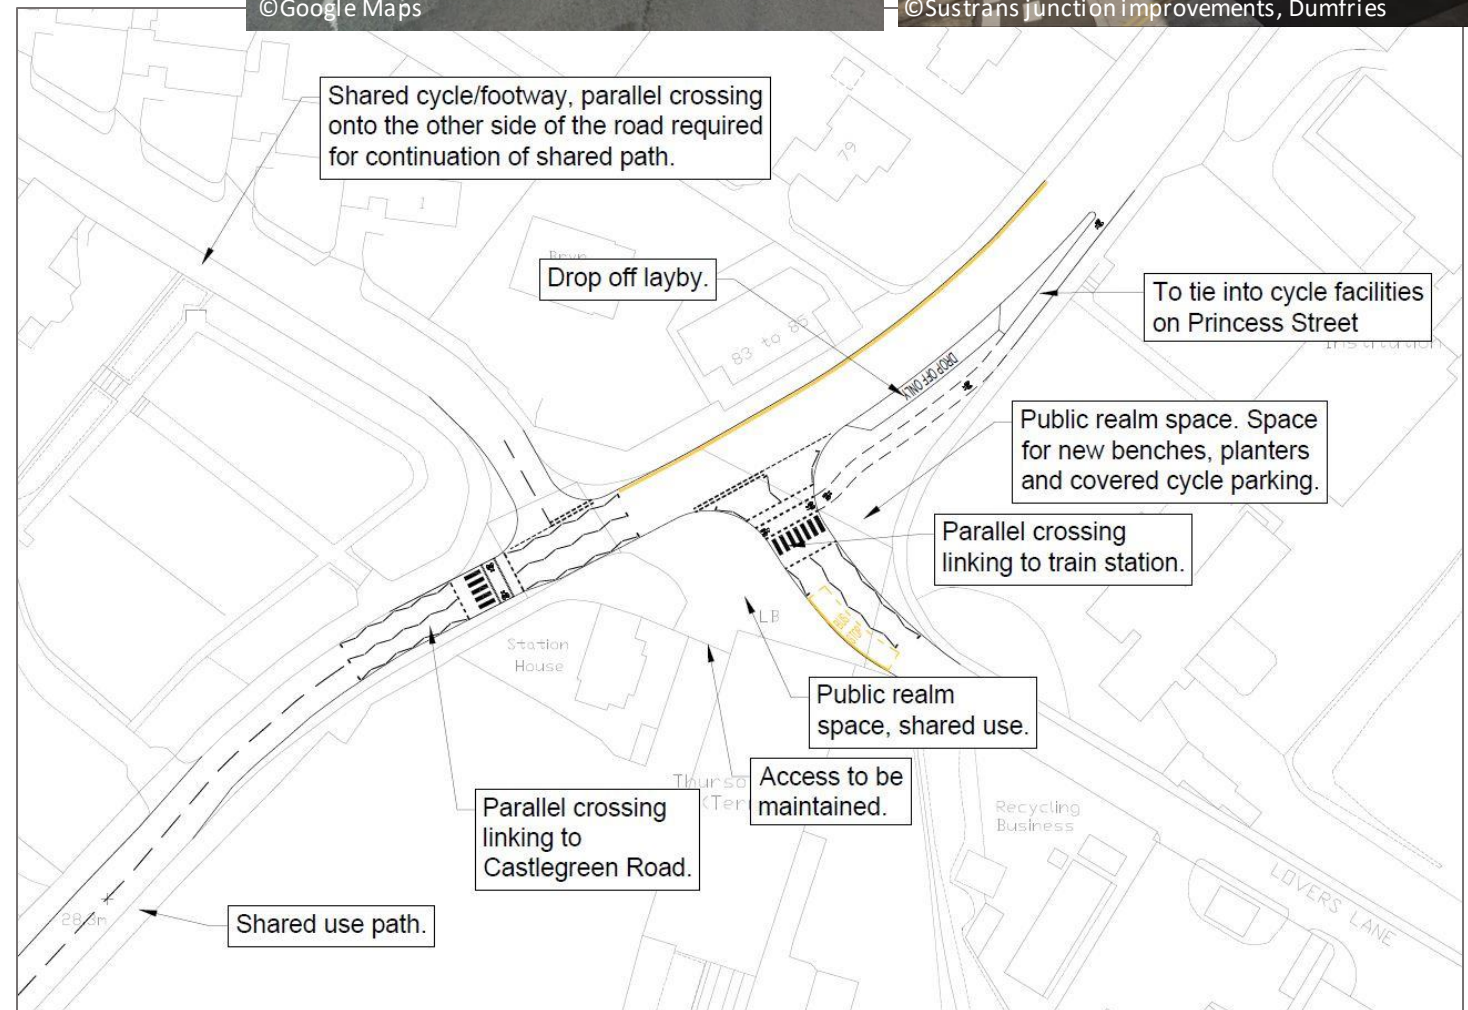 ©Google Maps
©Sustrans junction improvements, Dumfries
Shared cycle/footway, parallel crossing
onto the other side of the road required
for continuation of shared path.
79
1
Drop off layby.
83 to 85
To tie into cycle facilities
on Princess Street
DROP OFF ONLY
Public realm space. Space
for new benches, planters
and covered cycle parking.
Parallel crossing
linking to train station.
LB
Station
House
Public realm
space, shared use.
Access to be
maintained.
Parallel crossing
linking to
Castlegreen Road.
Recycling
Business
LOVERS LANE
Shared use path.
28.3m